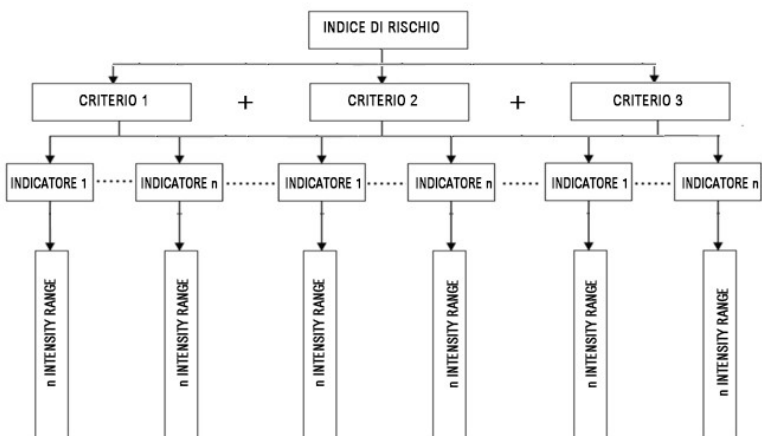 INDICE DI RISCHIO
CRITERIO 1 + CRITERIO 2 + CRITERIO 3
INDICATORE 1 ...... INDICATORE n ........ INDICATORE 1 ...... INDICATORE n ........ INDICATORE 1 ...... INDICATORE n
n INTENSITY RANGE
n INTENSITY RANGE
n INTENSITY RANGE
n INTENSITY RANGE
n INTENSITY RANGE
n INTENSITY RANGE